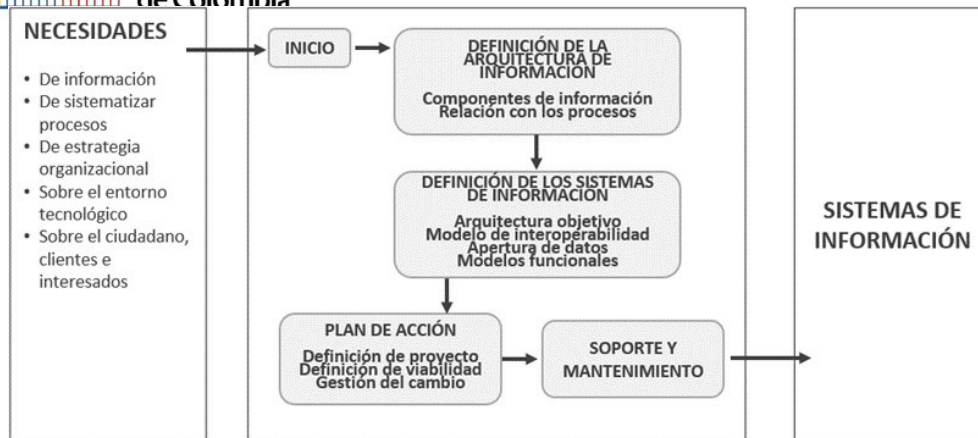 de Colombia
NECESIDADES
• De información
• De sistematizar
procesos
• De estrategia
organizacional
• Sobre el entorno
tecnológico
• Sobre el ciudadano,
clientes e
interesados
INICIO
DEFINICIÓN DE LA
ARQUITECTURA DE
INFORMACIÓN
Componentes de información
Relación con los procesos
DEFINICIÓN DE LOS SISTEMAS
DE INFORMACIÓN
Arquitectura objetivo
Modelo de interoperabilidad
Apertura de datos
Modelos funcionales
PLAN DE ACCIÓN
Definición de proyecto
Definición de viabilidad
Gestión del cambio
SOPORTE Y
MANTENIMIENTO
SISTEMAS DE
INFORMACIÓN